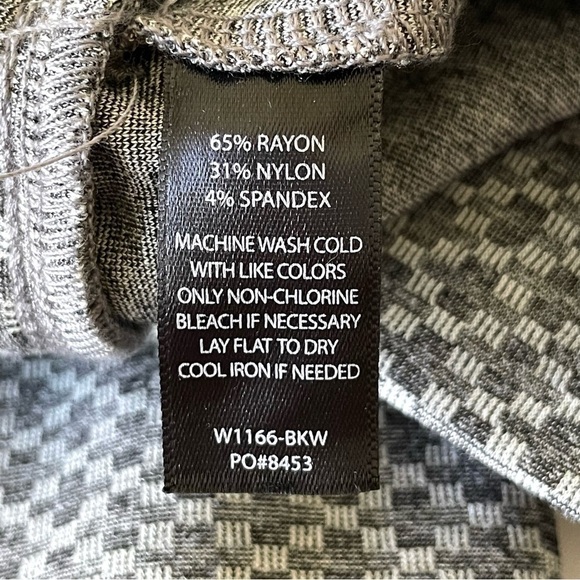 65% RAYON
31% NYLON
4% SPANDEX
MACHINE WASH COLD
WITH LIKE COLORS
ONLY NON-CHLORINE
BLEACH IF NECESSARY
LAY FLAT TO DRY
COOL IRON IF NEEDED
W1166-BKW
PO#8453